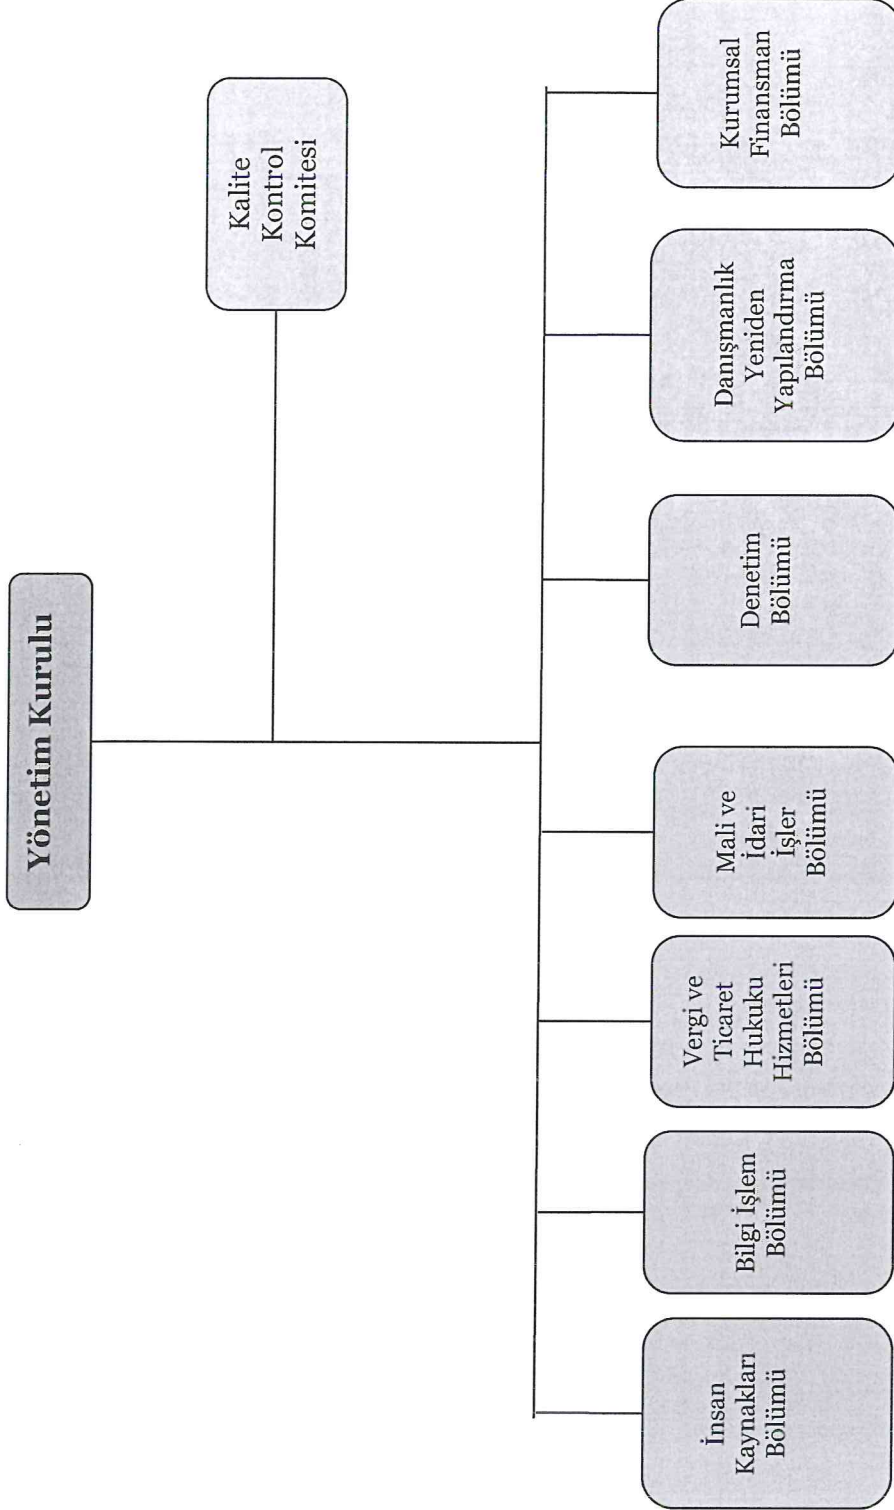 Yönetim Kurulu
Kalite
Kontrol
Komitesi
İnsan
Kaynakları
Bölümü
Bilgi İşlem
Bölümü
Vergi ve
Ticaret
Hukuku
Hizmetleri
Bölümü
Mali ve
İdari
İşler
Bölümü
Denetim
Bölümü
Danışmanlık
Yeniden
Yapılandırma
Bölümü
Kurumsal
Finansman
Bölümü